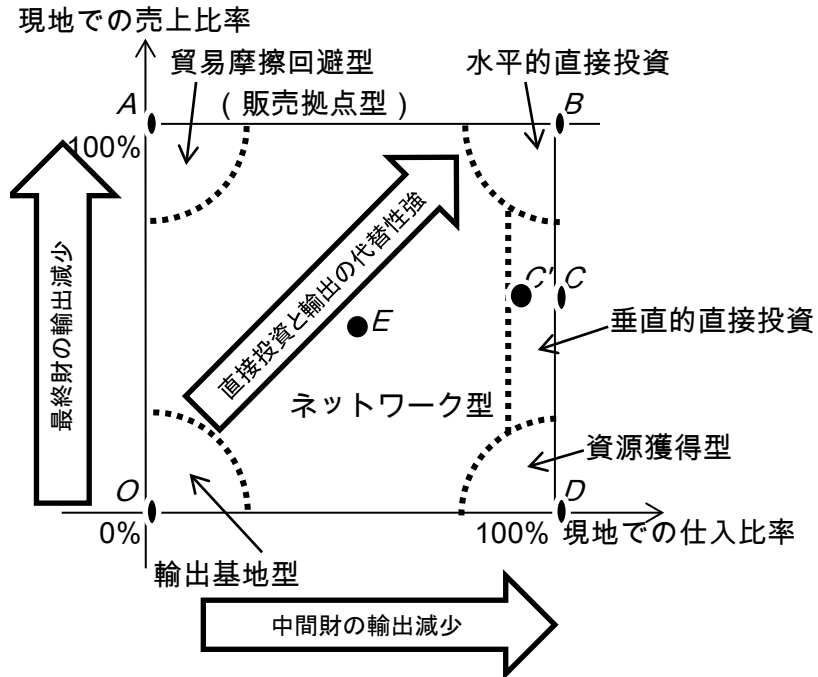 現地での売上比率
貿易摩擦回避型
(販売拠点型)
水平的直接投資
A
B
100%
最終財の輸出減少
直接投資と輸出の代替性強
C'
C
E
垂直的直接投資
ネットワーク型
資源獲得型
O
D
0%
100%
現地での仕入比率
輸出基地型
中間財の輸出減少